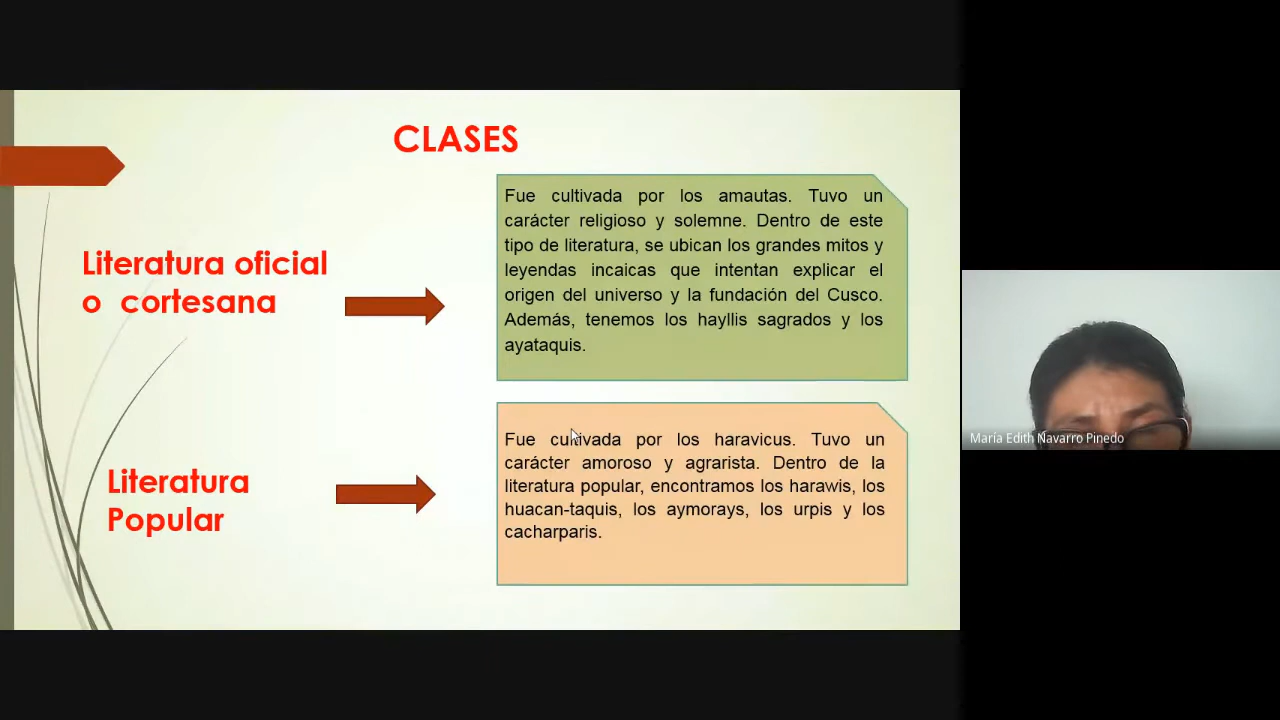 CLASES
Literatura oficial
o cortesana
Fue cultivada por los amautas. Tuvo un
carácter religioso y solemne. Dentro de este
tipo de literatura, se ubican los grandes mitos y
leyendas incaicas que intentan explicar el
origen del universo y la fundación del Cusco.
Además, tenemos los hayllis sagrados y los
ayataquis.
Literatura
Popular
Fue cultivada por los haravicus. Tuvo un
carácter amoroso y agrarista. Dentro de la
literatura popular, encontramos los harawis, los
huacan-taquis, los aymorays, los urpis y los
cacharparis.
María Edith Navarro Pinedo